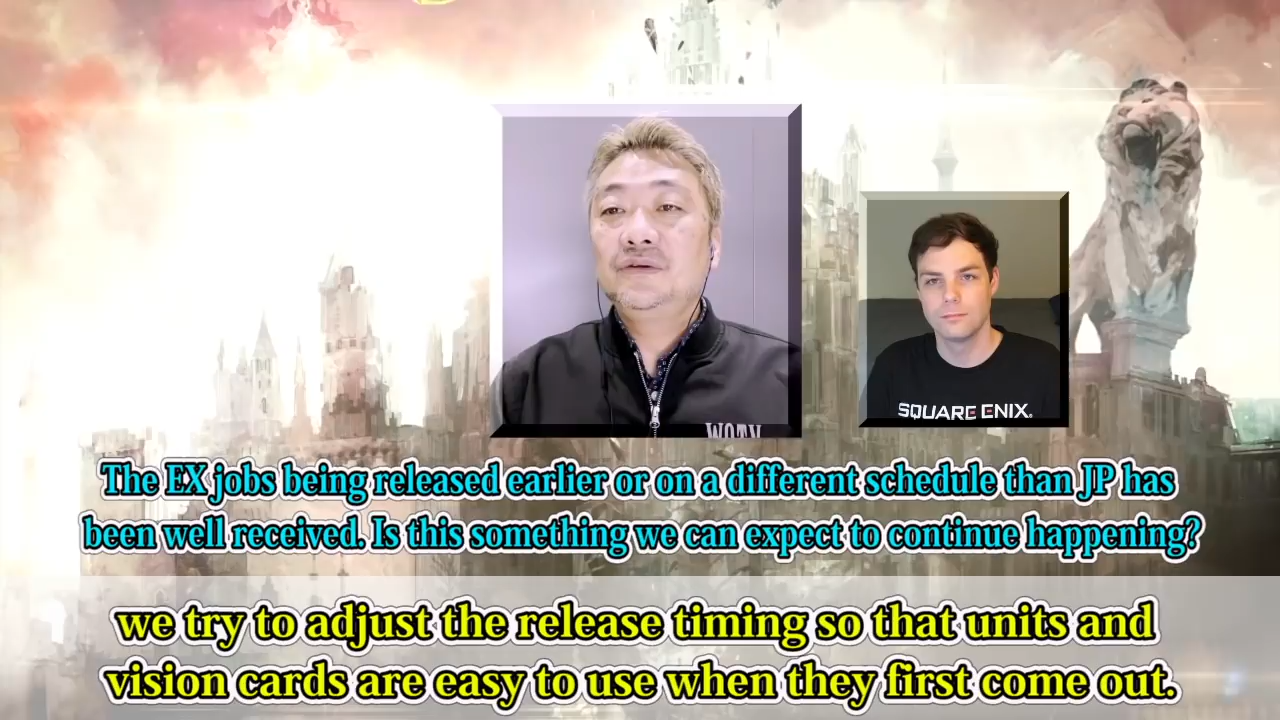 WOTV
SQUARE ENIX.
The EX jobs being released earlier or on a different schedule than JP has
been well received. Is this something we can expect to continue happening?
we try to adjust the release timing so that units and
vision cards are easy to use when they first come out.